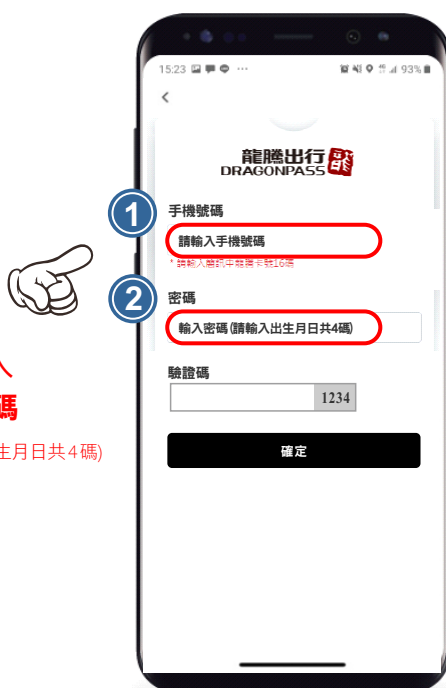 15:23
93%
龍騰出行
DRAGONPASS
1
手機號碼
請輸入手機號碼
2
密碼
輸入密碼(請輸入出生月日共4碼)
人
碼
生月日共4碼)
驗證碼
1234
確定